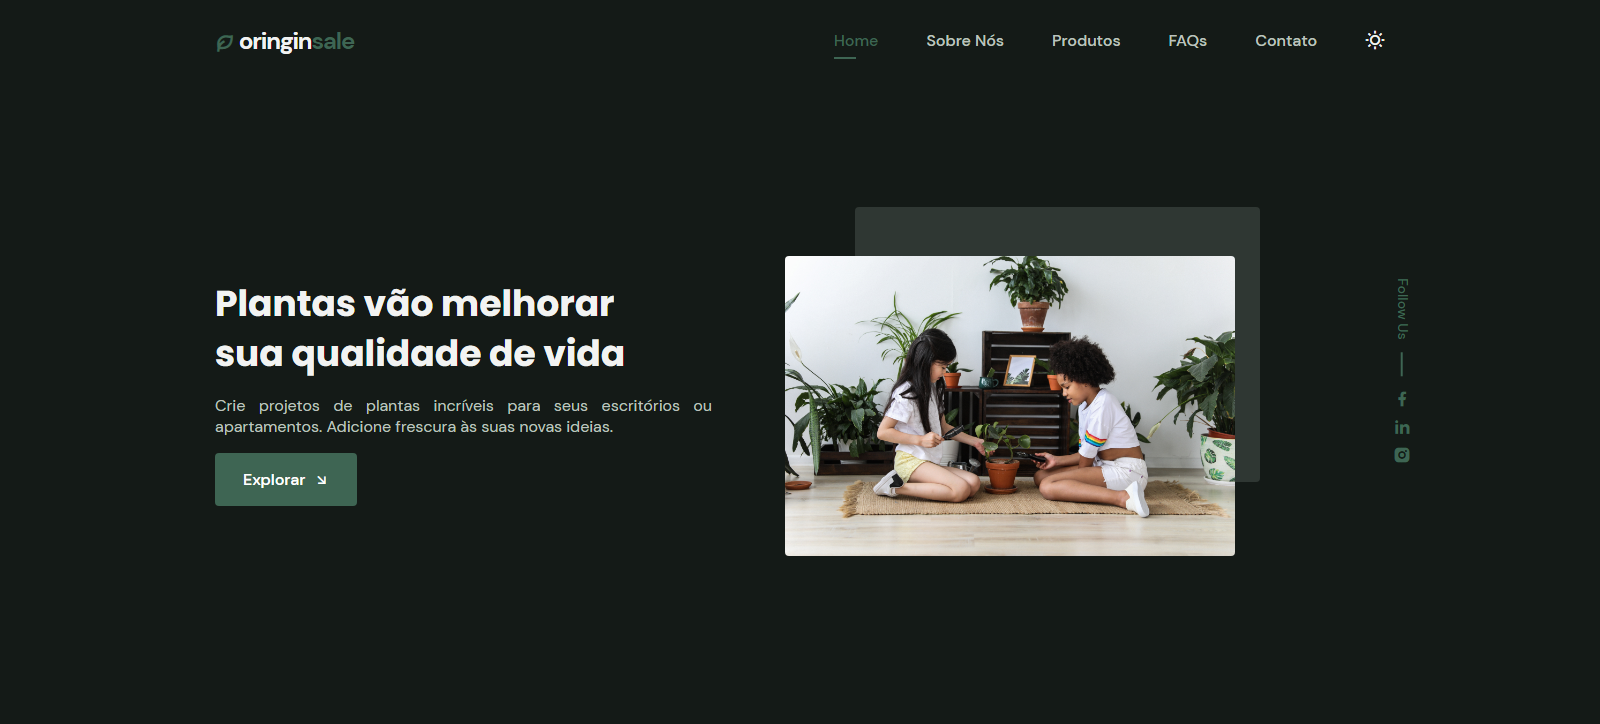 oringinsale
Home Sobre Nós Produtos FAQs Contato
Plantas vão melhorar
sua qualidade de vida
Crie projetos de plantas incríveis para seus escritórios ou
apartamentos. Adicione frescura às suas novas ideias.
Explorar
Follow Us